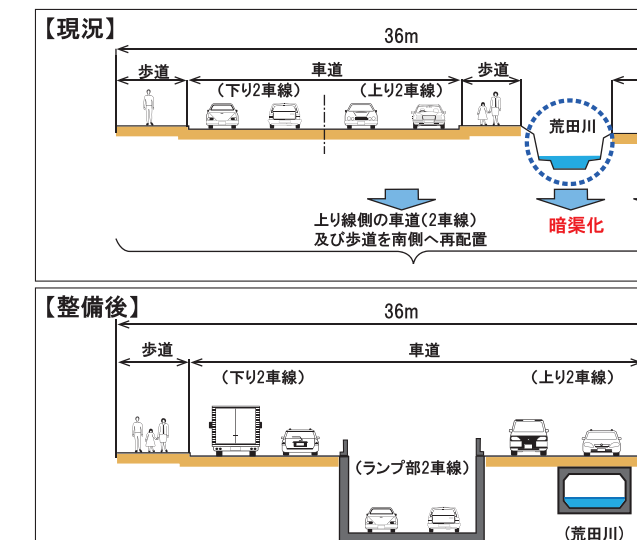 【現況】
36m
歩道
車道
歩道
(下り2車線)
(上り2車線)
荒田川
上り線側の車道(2車線)
及び歩道を南側へ再配置
暗渠化
【整備後】
36m
歩道
車道
(下り2車線)
(上り2車線)
(ランプ部2車線)
(荒田川)